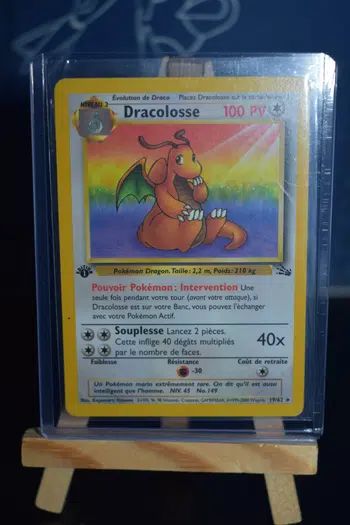 Évolution de Draco Placez Dracolosse sur la carte
NIVEAU 2
Dracolosse 100 PV
Pokémon Dragon. Taille: 2,2 m, Poids: 210 kg
Pouvoir Pokémon: Intervention Une
seule fois pendant votre tour (avant votre attaque), si
Dracolosse est sur votre Banc, vous pouvez l'échanger
avec votre Pokémon Actif.
Souplesse Lancez 2 pièces.
Cette inflige 40 dégâts multipliés
par le nombre de faces.
40x
Faiblesse Résistance Coût de retraite
-30
Un Pokémon marin extrêmement rare. On dit qu'il est aussi
intelligent que l'homme. NIV. 45 No. 149
19/62